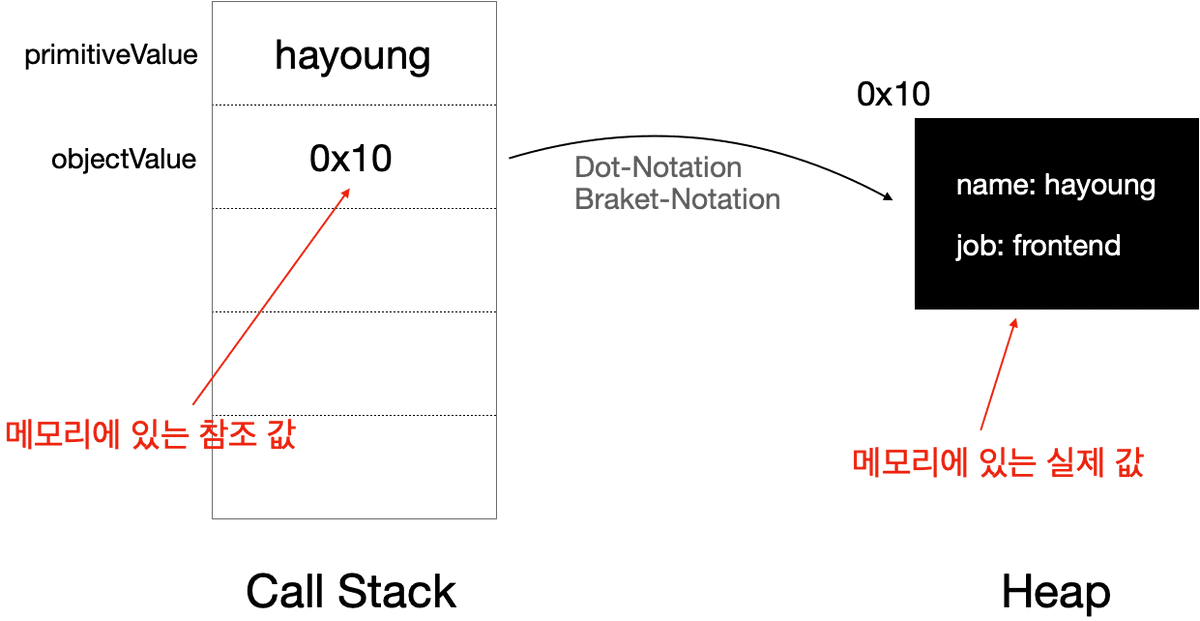 primitiveValue
hayoung
objectValue
0x10
Dot-Notation
Braket-Notation
0x10
name: hayoung
job: frontend
메모리에 있는 참조 값
메모리에 있는 실제 값
Call Stack
Heap